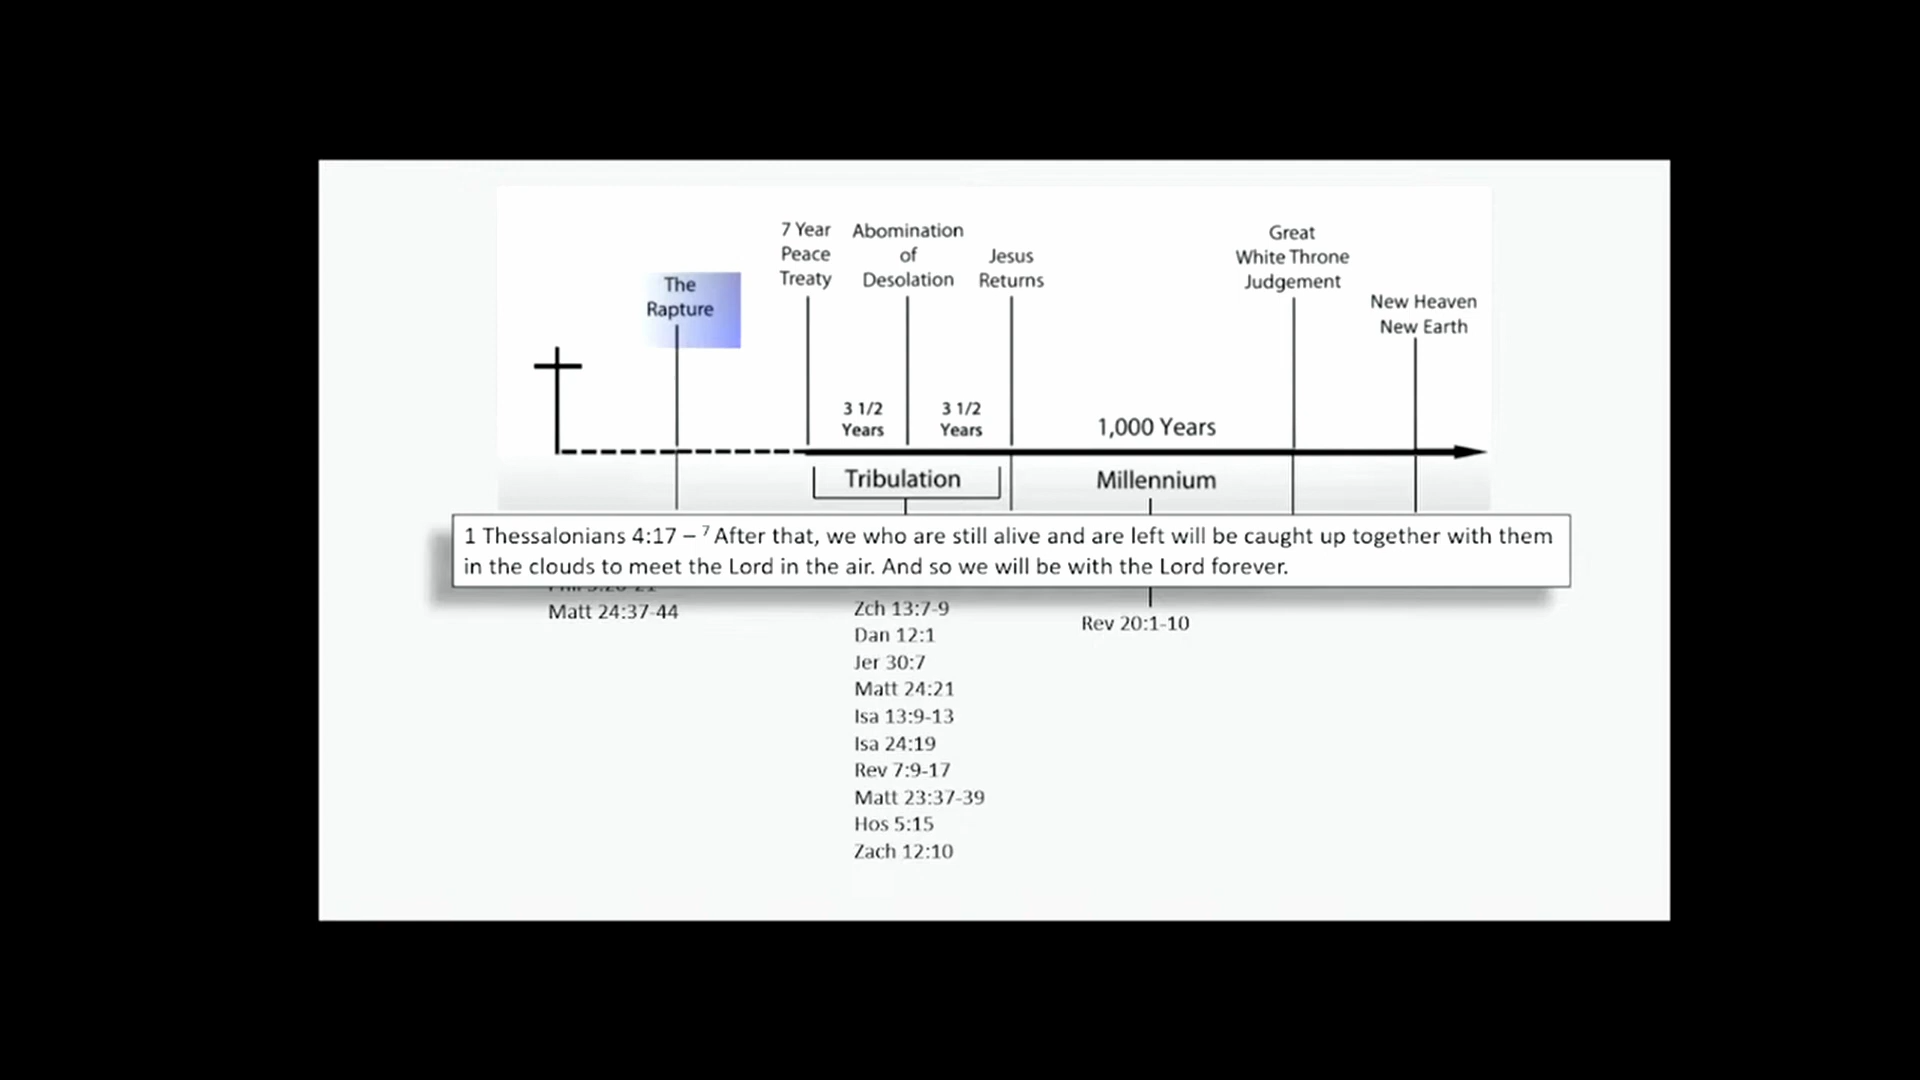 7 Year
Peace
Treaty
Abomination
of
Desolation
Jesus
Returns
Great
White Throne
Judgement
The
Rapture
New Heaven
New Earth
3 1/2
Years
3 1/2
Years
1,000 Years
Tribulation
Millennium
1 Thessalonians 4:17 – ⁷ After that, we who are still alive and are left will be caught up together with them
in the clouds to meet the Lord in the air. And so we will be with the Lord forever.
Matt 24:37-44
Zch 13:7-9
Dan 12:1
Jer 30:7
Matt 24:21
Isa 13:9-13
Isa 24:19
Rev 7:9-17
Matt 23:37-39
Hos 5:15
Zach 12:10
Rev 20:1-10